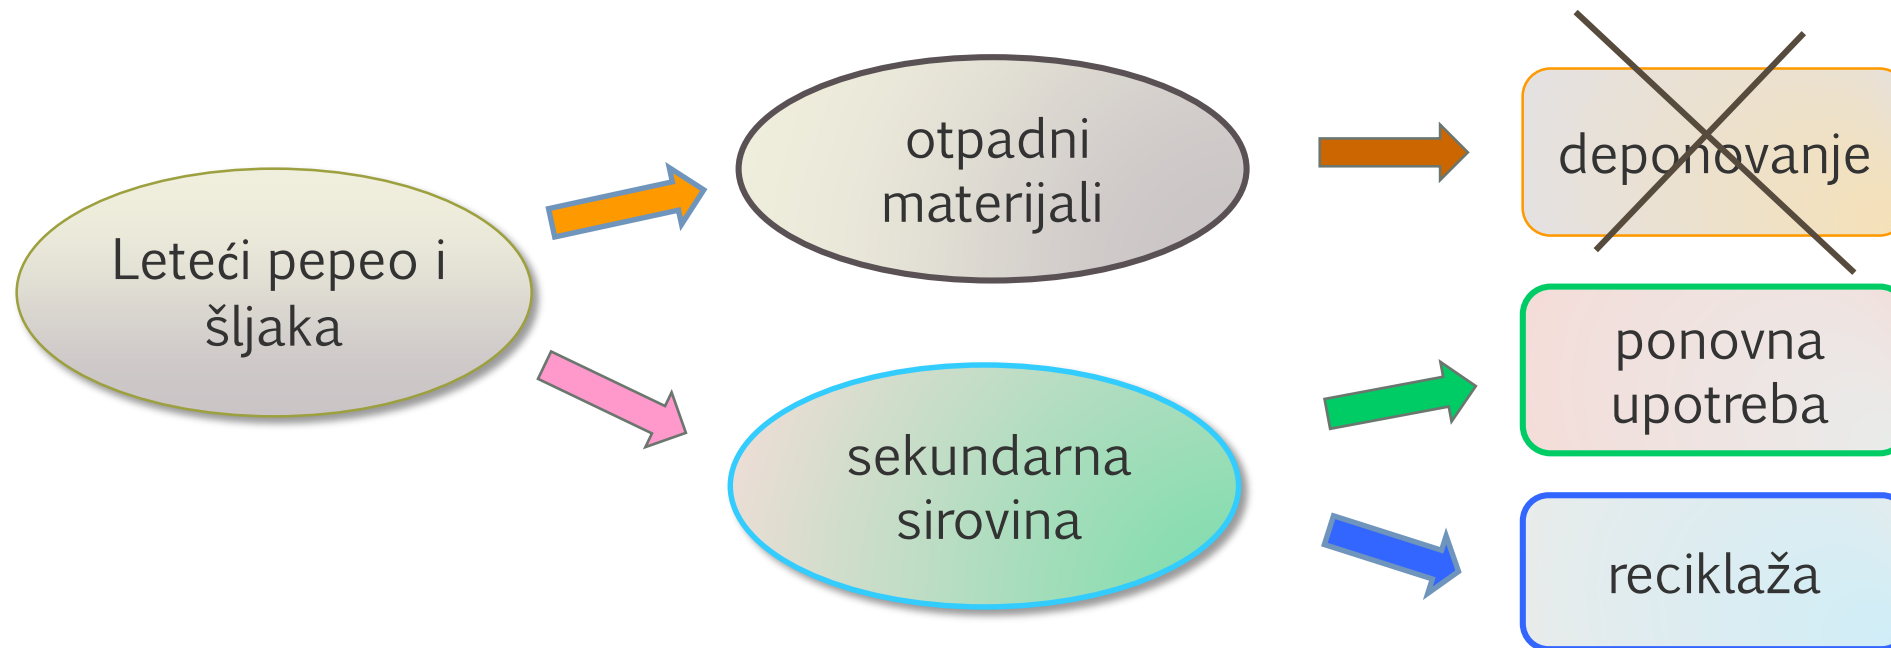 Leteći pepeo i
šljaka
otpadni
materijali
sekundarna
sirovina
deponovanje
ponovna
upotreba
reciklaža